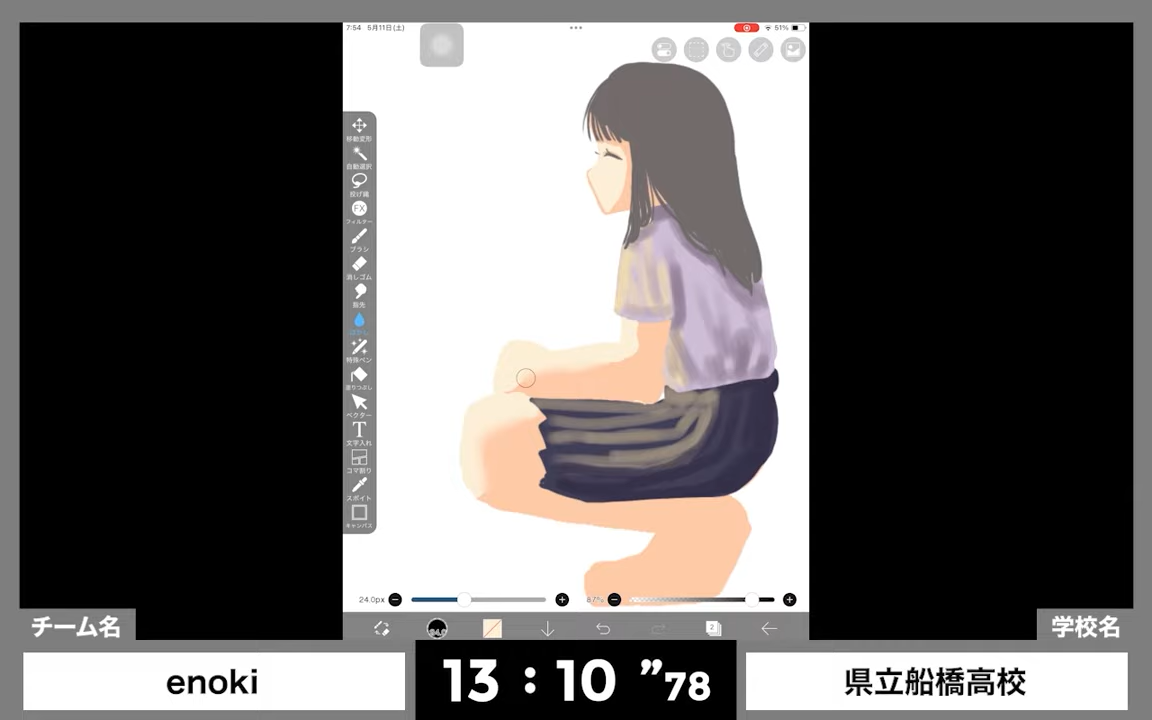 7:54 5月11日(土)
51%
移動変形
自動選択
投げ縄
FX
フィルター
ブラシ
消しゴム
指先
特殊ペン
塗りつぶし
ベクター
T
文字入れ
コマ割り
スポイト
キャンバス
24.0px
87%
2
チーム名
学校名
enoki
13:10"78
県立船橋高校